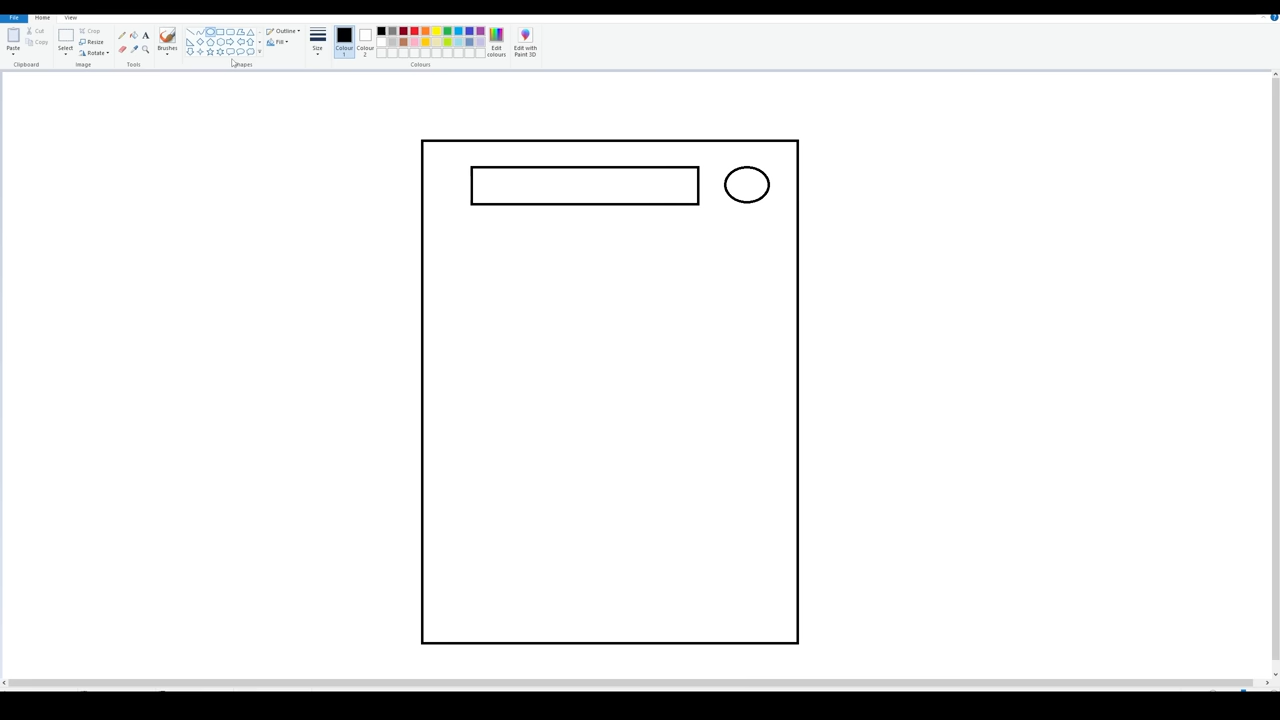 File Home View
Paste
Cut
Copy
Clipboard
Select
Crop
Resize
Rotate
Image
A
Tools
Brushes
Outline
Fill
Shapes
Size
Colour
1
Colour
2
Edit
colours
Colours
Edit with
Paint 3D